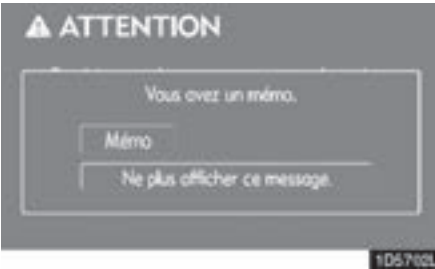 ATTENTION
Vous avez un mémo.
Mémo
Ne plus afficher ce message.
1D5702L